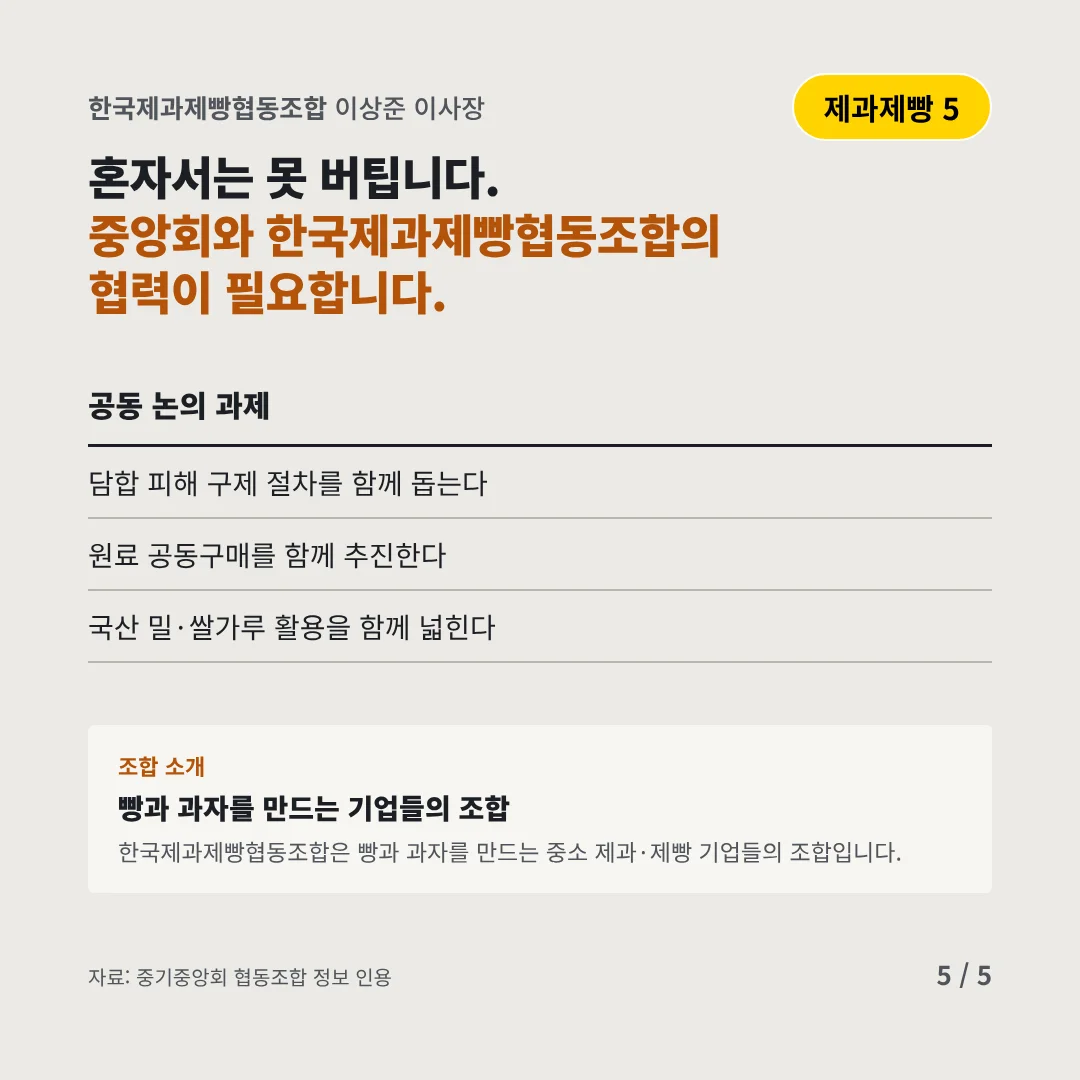 한국제과제빵협동조합 이상준 이사장
제과제빵 5
혼자서는 못 버팁니다.
중앙회와 한국제과제빵협동조합의
협력이 필요합니다.
공동 논의 과제
담합 피해 구제 절차를 함께 돕는다
원료 공동구매를 함께 추진한다
국산 밀·쌀가루 활용을 함께 넓힌다
조합 소개
빵과 과자를 만드는 기업들의 조합
한국제과제빵협동조합은 빵과 과자를 만드는 중소 제과·제빵 기업들의 조합입니다.
자료: 중기중앙회 협동조합 정보 인용
5 / 5